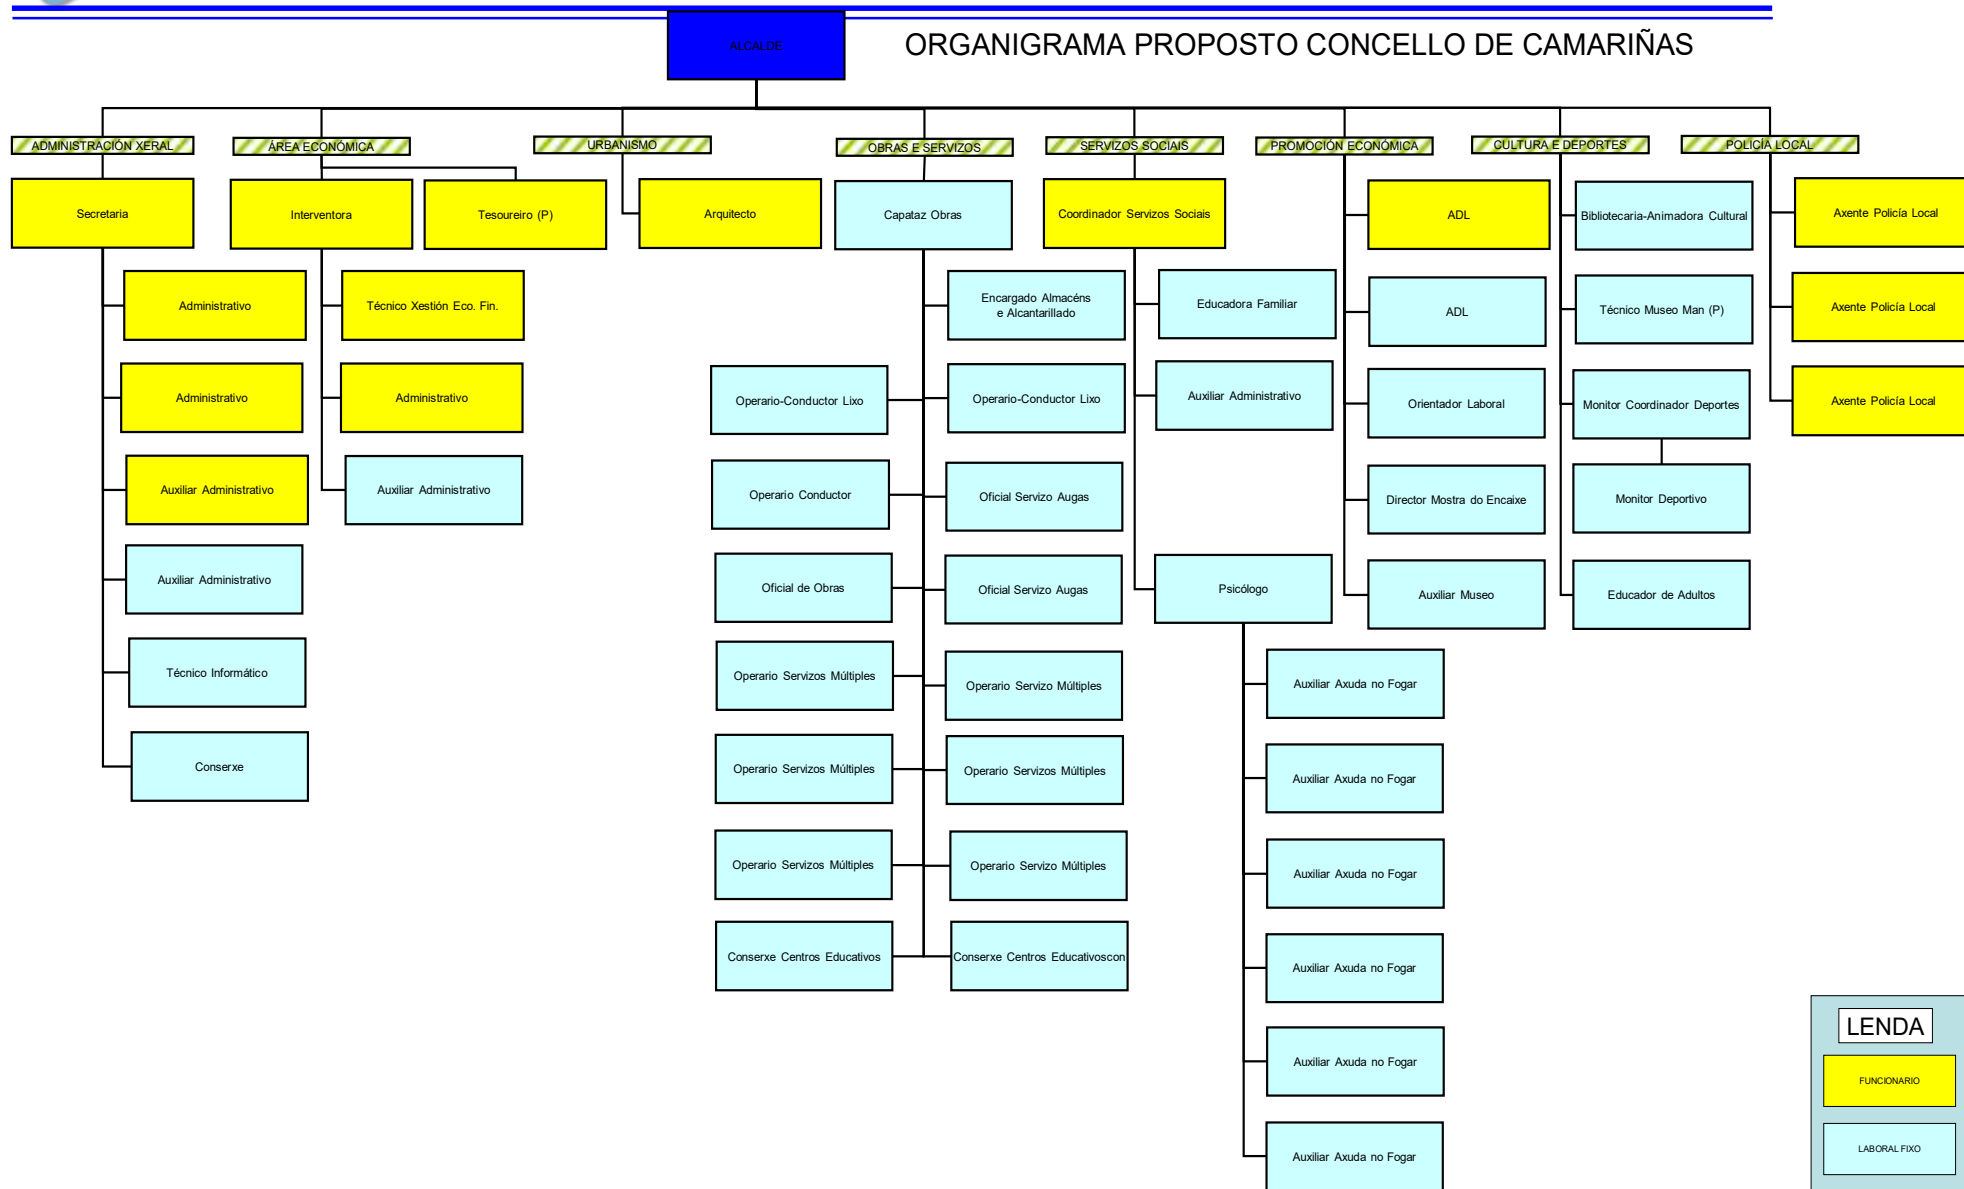 ALCALDE
ORGANIGRAMA PROPOSTO CONCELLO DE CAMARIÑAS
ADMINISTRACIÓN XERAL
ÁREA ECONÓMICA
URBANISMO
OBRAS E SERVIZOS
SERVIZOS SOCIAIS
PROMOCIÓN ECONÓMICA
CULTURA E DEPORTES
POLICÍA LOCAL
Secretaria
Administrativo
Administrativo
Auxiliar Administrativo
Auxiliar Administrativo
Técnico Informático
Conserxe
Interventora
Tesoureiro (P)
Técnico Xestión Eco. Fin.
Administrativo
Auxiliar Administrativo
Arquitecto
Capataz Obras
Encargado Almacéns
e Alcantarillado
Operario-Conductor Lixo
Operario-Conductor Lixo
Operario Conductor
Oficial Servizo Augas
Oficial de Obras
Oficial Servizo Augas
Operario Servizos Múltiples
Operario Servizo Múltiples
Operario Servizos Múltiples
Operario Servizos Múltiples
Operario Servizos Múltiples
Operario Servizo Múltiples
Conserxe Centros Educativos
Conserxe Centros Educativoscon
Coordinador Servizos Sociais
Educadora Familiar
Auxiliar Administrativo
Psicólogo
Auxiliar Axuda no Fogar
Auxiliar Axuda no Fogar
Auxiliar Axuda no Fogar
Auxiliar Axuda no Fogar
Auxiliar Axuda no Fogar
Auxiliar Axuda no Fogar
ADL
ADL
Orientador Laboral
Director Mostra do Encaixe
Auxiliar Museo
Bibliotecaria-Animadora Cultural
Técnico Museo Man (P)
Monitor Coordinador Deportes
Monitor Deportivo
Educador de Adultos
Axente Policía Local
Axente Policía Local
Axente Policía Local
LENDA
FUNCIONARIO
LABORAL FIXO